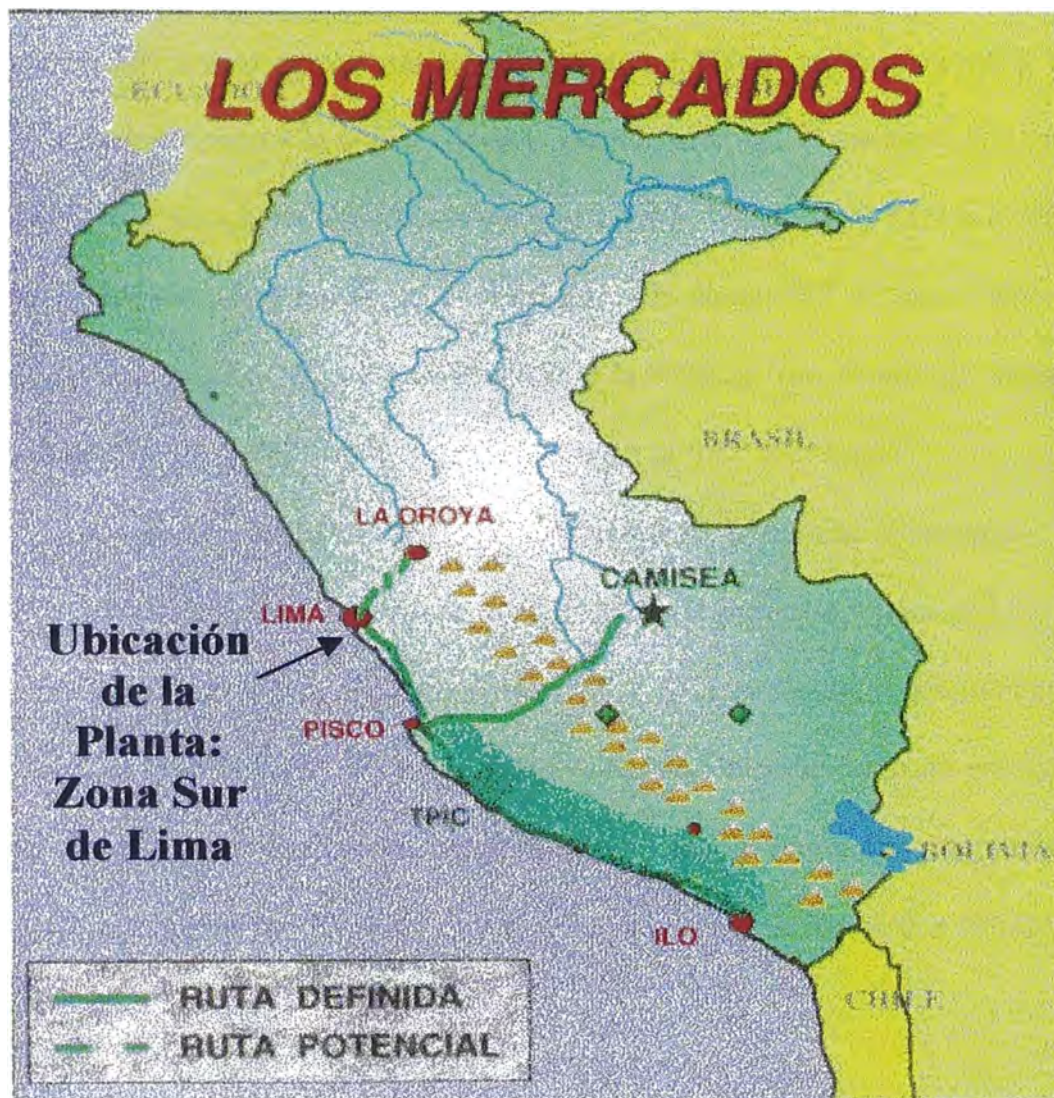 LOS MERCADOS
BRASIL
LA OROYA
CAMISEA
LIMA
Ubicación
de la
Planta:
Zona Sur
de Lima
PISCO
TPIC
BOLIVIA
ILO
CHILE
RUTA DEFINIDA
RUTA POTENCIAL